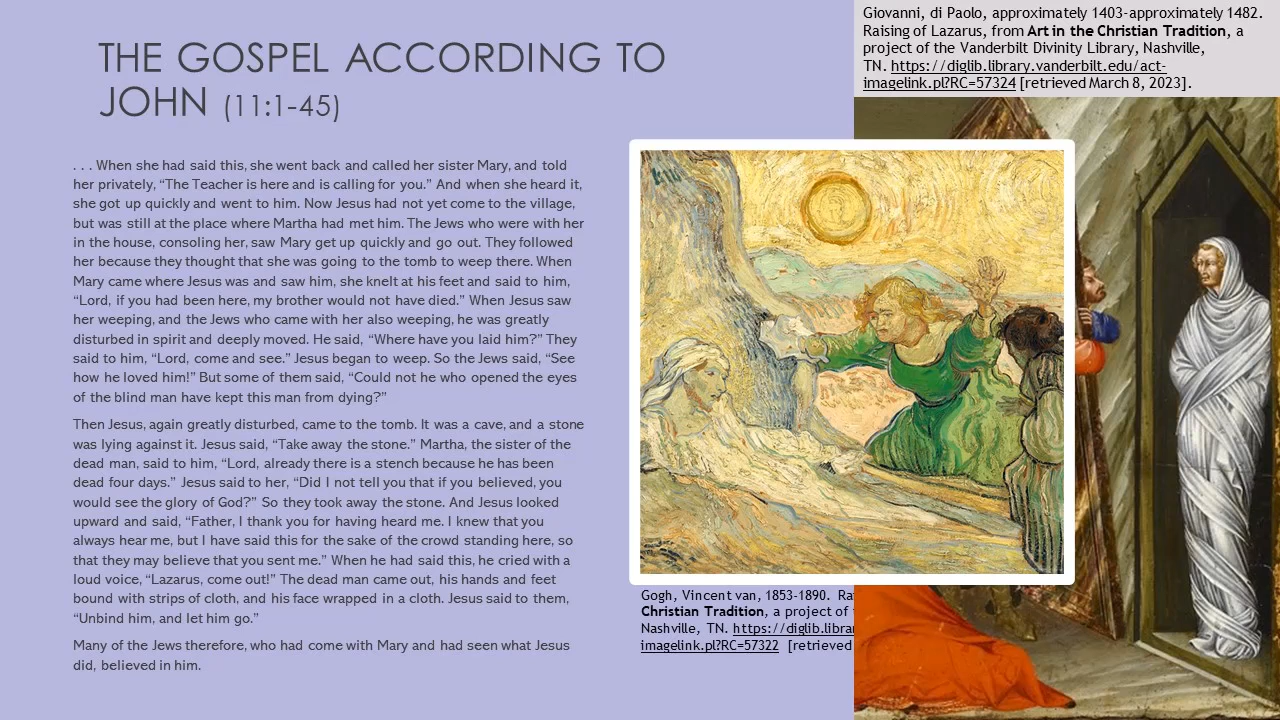 THE GOSPEL ACCORDING TO
JOHN (11:1-45)
. . . When she had said this, she went back and called her sister Mary, and told
her privately, “The Teacher is here and is calling for you.” And when she heard it,
she got up quickly and went to him. Now Jesus had not yet come to the village,
but was still at the place where Martha had met him. The Jews who were with her
in the house, consoling her, saw Mary get up quickly and go out. They followed
her because they thought that she was going to the tomb to weep there. When
Mary came where Jesus was and saw him, she knelt at his feet and said to him,
“Lord, if you had been here, my brother would not have died.” When Jesus saw
her weeping, and the Jews who came with her also weeping, he was greatly
disturbed in spirit and deeply moved. He said, “Where have you laid him?” They
said to him, “Lord, come and see.” Jesus began to weep. So the Jews said, “See
how he loved him!” But some of them said, “Could not he who opened the eyes
of the blind man have kept this man from dying?”
Then Jesus, again greatly disturbed, came to the tomb. It was a cave, and a stone
was lying against it. Jesus said, “Take away the stone.” Martha, the sister of the
dead man, said to him, “Lord, already there is a stench because he has been
dead four days.” Jesus said to her, “Did I not tell you that if you believed, you
would see the glory of God?” So they took away the stone. And Jesus looked
upward and said, “Father, I thank you for having heard me. I knew that you
always hear me, but I have said this for the sake of the crowd standing here, so
that they may believe that you sent me.” When he had said this, he cried with a
loud voice, “Lazarus, come out!” The dead man came out, his hands and feet
bound with strips of cloth, and his face wrapped in a cloth. Jesus said to them,
“Unbind him, and let him go.”
Many of the Jews therefore, who had come with Mary and had seen what Jesus
did, believed in him.
Giovanni, di Paolo, approximately 1403-approximately 1482.
Raising of Lazarus, from Art in the Christian Tradition, a
project of the Vanderbilt Divinity Library, Nashville,
TN. https://diglib.library.vanderbilt.edu/act-
imagelink.pl?RC=57324 [retrieved March 8, 2023].
Gogh, Vincent van, 1853-1890.
Christian Tradition, a project of
Nashville, TN. https://diglib.librar
imagelink.pl?RC=57322 [retrieved